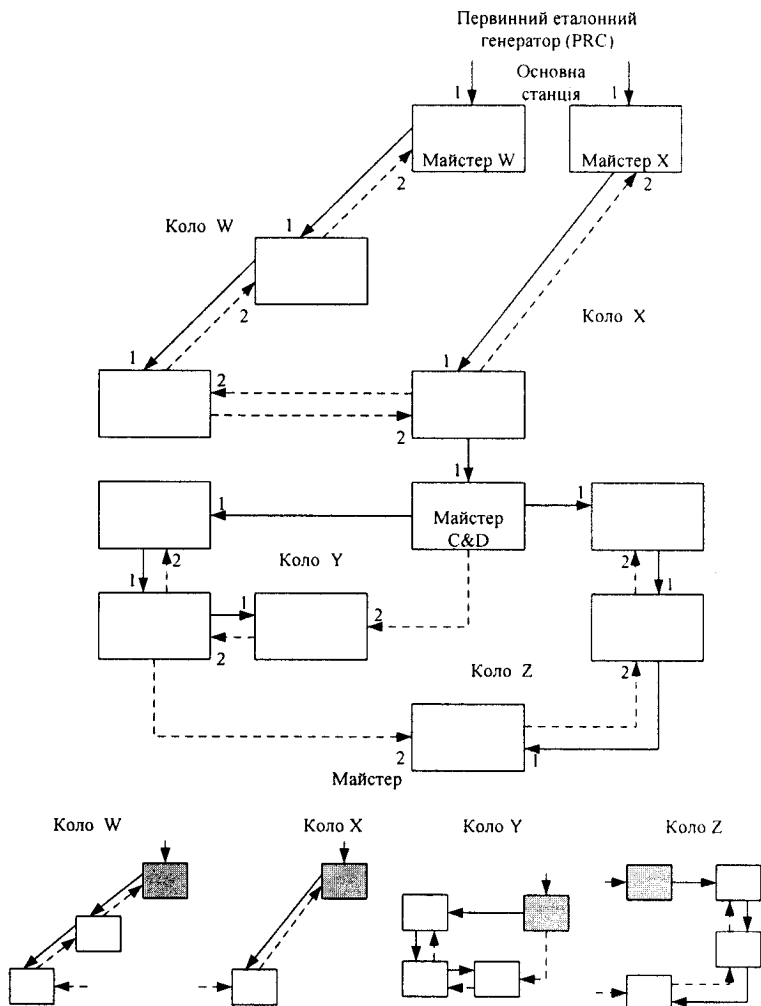 Первинний еталонний
генератор (PRC)
Основна
станція
1
1
Майстер W
Майстер X
2
2
Коло W
1
Коло X
2
1
1
2
2
1
1
Майстер
C&D
1
2
Коло Y
2
1
1
2
1
2
Коло Z
2
2
1
Майстер
Коло W
Коло X
Коло Y
Коло Z